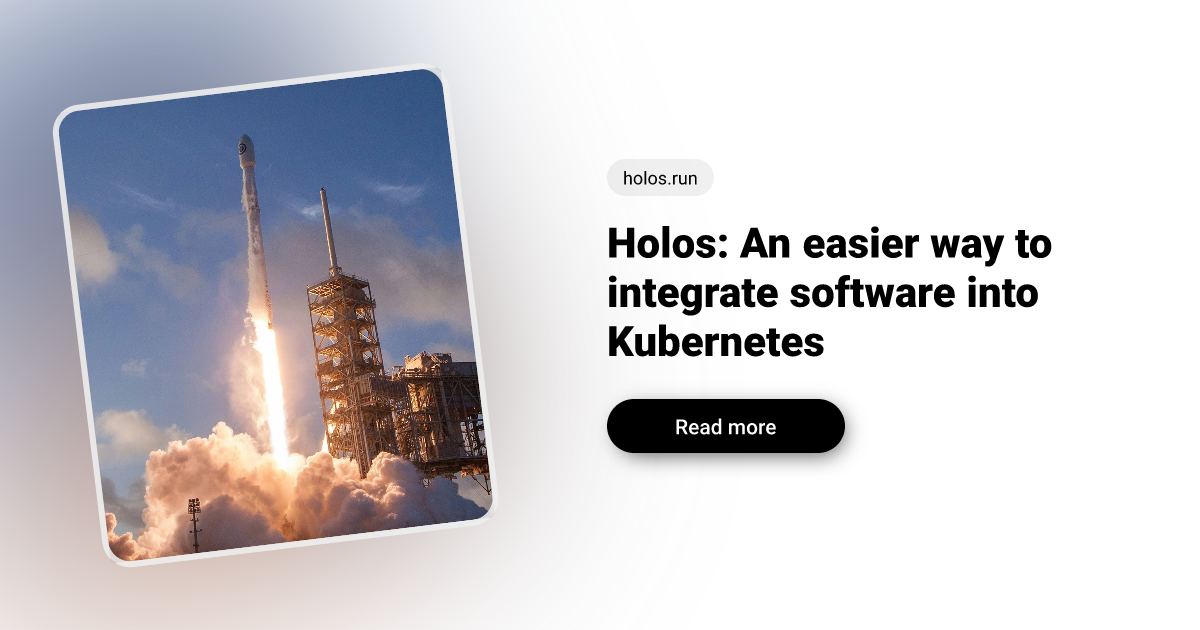 holos.run
Holos: An easier way to
integrate software into
Kubernetes
Read more